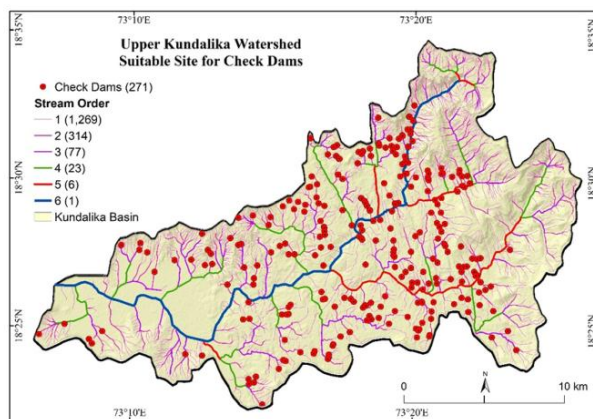 73°10'E
73°20'E
18°35'N
18°35'N
Upper Kundalika Watershed
Suitable Site for Check Dams
Check Dams (271)
Stream Order
1 (1,269)
2 (314)
3 (77)
4 (23)
5 (6)
6 (1)
Kundalika Basin
18°30'N
18°30'N
18°25'N
18°25'N
N
0
10 km
73°10'E
73°20'E